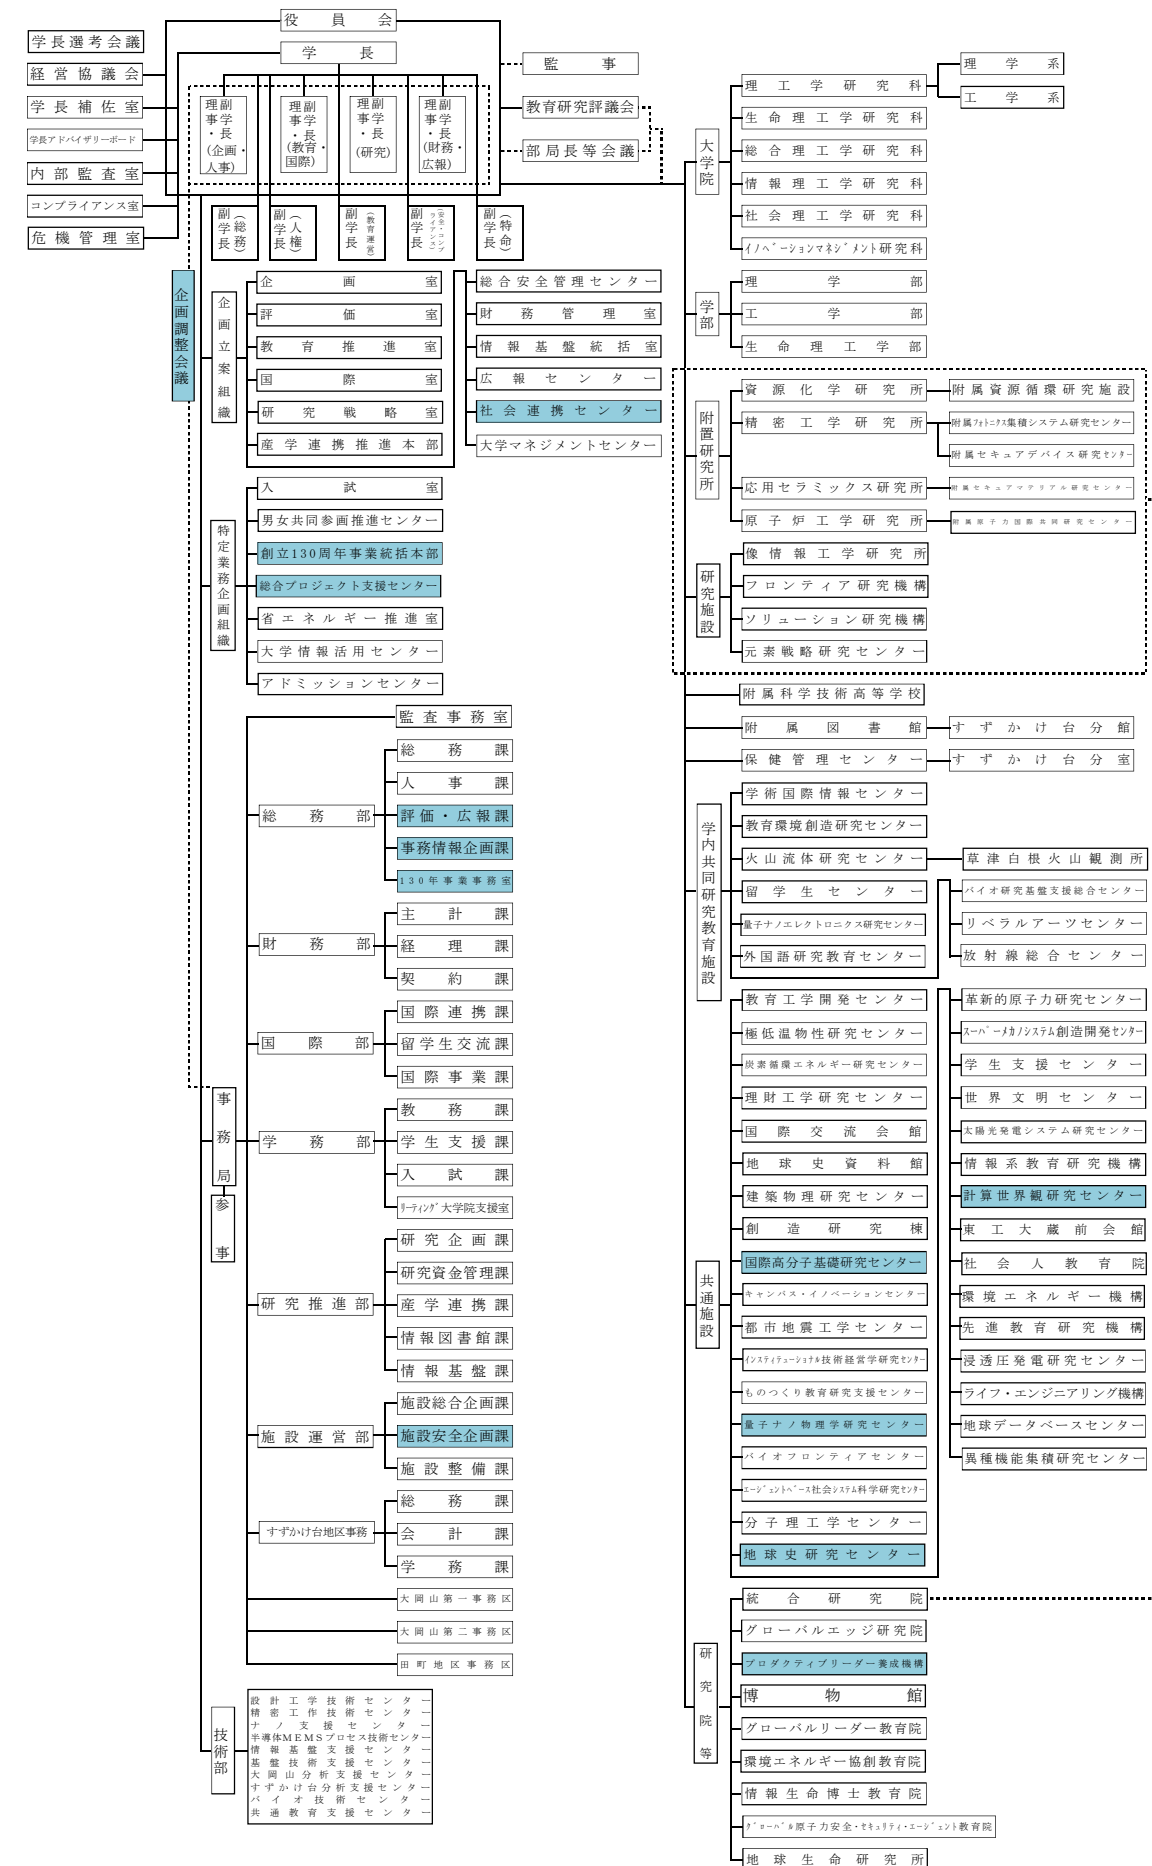 役員会
学長
学長選考会議
経営協議会
学長補佐室
学長アドバイザリーボード
内部監査室
コンプライアンス室
危機管理室
監事
教育研究評議会
部局長等会議
理事・副学長(企画・人事)
理事・副学長(教育・国際)
理事・副学長(研究)
理事・副学長(財務・広報)
副学長(総務)
副学長(人権)
副学長(教育運営)
副学長(安全・コンプライアンス)
副学長(特命)
企画調整会議
企画立案組織
企画室
評価室
教育推進室
国際室
研究戦略室
産学連携推進本部
総合安全管理センター
財務管理室
情報基盤統括室
広報センター
社会連携センター
大学マネジメントセンター
特定業務企画組織
入試室
男女共同参画推進センター
創立130周年事業統括本部
総合プロジェクト支援センター
省エネルギー推進室
大学情報活用センター
アドミッションセンター
事務局
参事
監査事務室
総務部
総務課
人事課
評価・広報課
事務情報企画課
130年事業事務室
財務部
主計課
経理課
契約課
国際部
国際連携課
留学生交流課
国際事業課
学務部
教務課
学生支援課
入試課
リーディング大学院支援室
研究推進部
研究企画課
研究資金管理課
産学連携課
情報図書館課
情報基盤課
施設運営部
施設総合企画課
施設安全企画課
施設整備課
すずかけ台地区事務
総務課
会計課
学務課
大岡山第一事務区
大岡山第二事務区
田町地区事務区
技術部
設計工学技術センター
精密工作技術センター
ナノ支援センター
半導体MEMSプロセス技術センター
情報基盤支援センター
基盤技術支援センター
大岡山分析支援センター
すずかけ台分析支援センター
バイオ技術センター
共通教育支援センター
大学院
理工学研究科
理学系
工学系
生命理工学研究科
総合理工学研究科
情報理工学研究科
社会理工学研究科
イノベーションマネジメント研究科
学部
理学部
工学部
生命理工学部
附置研究所
資源化学研究所
附属資源循環研究施設
精密工学研究所
附属フォトニクス集積システム研究センター
附属セキュアデバイス研究センター
応用セラミックス研究所
附属セキュアマテリアル研究センター
原子炉工学研究所
附属原子力国際共同研究センター
研究施設
像情報工学研究所
フロンティア研究機構
ソリューション研究機構
元素戦略研究センター
附属科学技術高等学校
附属図書館
すずかけ台分館
保健管理センター
すずかけ台分室
学内共同研究教育施設
学術国際情報センター
教育環境創造研究センター
火山流体研究センター
草津白根火山観測所
留学生センター
量子ナノエレクトロニクス研究センター
外国語研究教育センター
バイオ研究基盤支援総合センター
リベラルアーツセンター
放射線総合センター
共通施設
教育工学開発センター
極低温物性研究センター
炭素循環エネルギー研究センター
理財工学研究センター
国際交流会館
地球史資料館
建築物理研究センター
創造研究棟
国際高分子基礎研究センター
キャンパス・イノベーションセンター
都市地震工学センター
インスティテューショナル技術経営学研究センター
ものつくり教育研究支援センター
量子ナノ物理学研究センター
バイオフロンティアセンター
エージェントベース社会システム科学研究センター
分子理工学センター
地球史研究センター
革新的原子力研究センター
スーパーメカノシステム創造開発センター
学生支援センター
世界文明センター
太陽光発電システム研究センター
情報系教育研究機構
計算世界観研究センター
東工大蔵前会館
社会人教育院
環境エネルギー機構
先進教育研究機構
浸透圧発電研究センター
ライフ・エンジニアリング機構
地球データベースセンター
異種機能集積研究センター
研究院等
統合研究院
グローバルエッジ研究院
プロダクティブリーダー養成機構
博物館
グローバルリーダー教育院
環境エネルギー協創教育院
情報生命博士教育院
グローバル原子力安全・セキュリティ・エージェント教育院
地球生命研究所